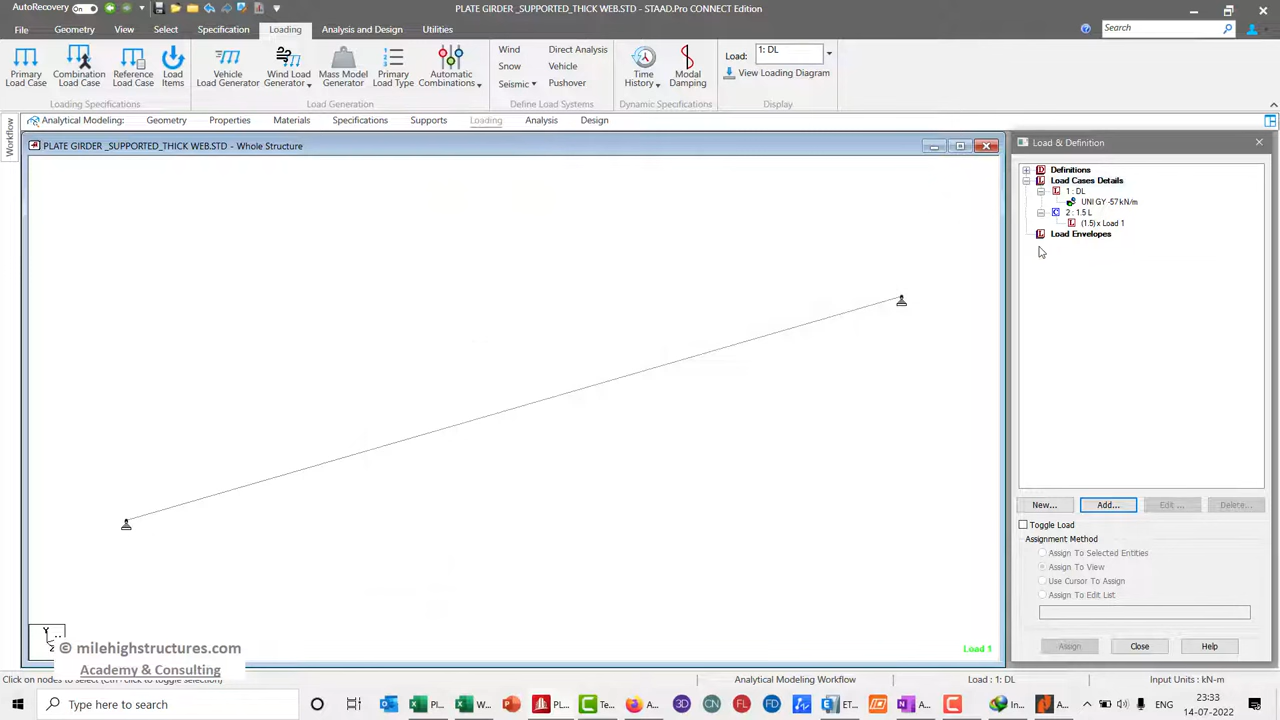 AutoRecovery On
PLATE GIRDER _SUPPORTED_THICK WEB.STD - STAAD.Pro CONNECT Edition
File Geometry View Select Specification Loading Analysis and Design Utilities
Search
Primary Load Case
Combination Load Case
Reference Load Case
Load Items
Vehicle Load Generator
Wind Load Generator
Mass Model Generator
Primary Load Type
Automatic Combinations
Wind Direct Analysis
Snow Vehicle
Seismic Pushover
Time History
Modal Damping
Load: 1: DL
View Loading Diagram
Loading Specifications Load Generation Define Load Systems Dynamic Specifications Display
Workflow
Analytical Modeling: Geometry Properties Materials Specifications Supports Loading Analysis Design
PLATE GIRDER _SUPPORTED_THICK WEB.STD - Whole Structure
Load & Definition
Definitions
Load Cases Details
1 : DL
UNI GY -57 kN/m
2 : 1.5 L
(1.5) x Load 1
Load Envelopes
New... Add... Edit ... Delete...
Toggle Load
Assignment Method
Assign To Selected Entities
Assign To View
Use Cursor To Assign
Assign To Edit List
Assign Close Help
Y
© milehighstructures.com
Academy & Consulting
Load 1
Click on nodes to select (Ctrl+click to toggle selection)
Analytical Modeling Workflow Load : 1: DL Input Units : kN-m
Type here to search
Pl... W... PL... Te... A... ET... A... In... A...
ENG
23:33
14-07-2022